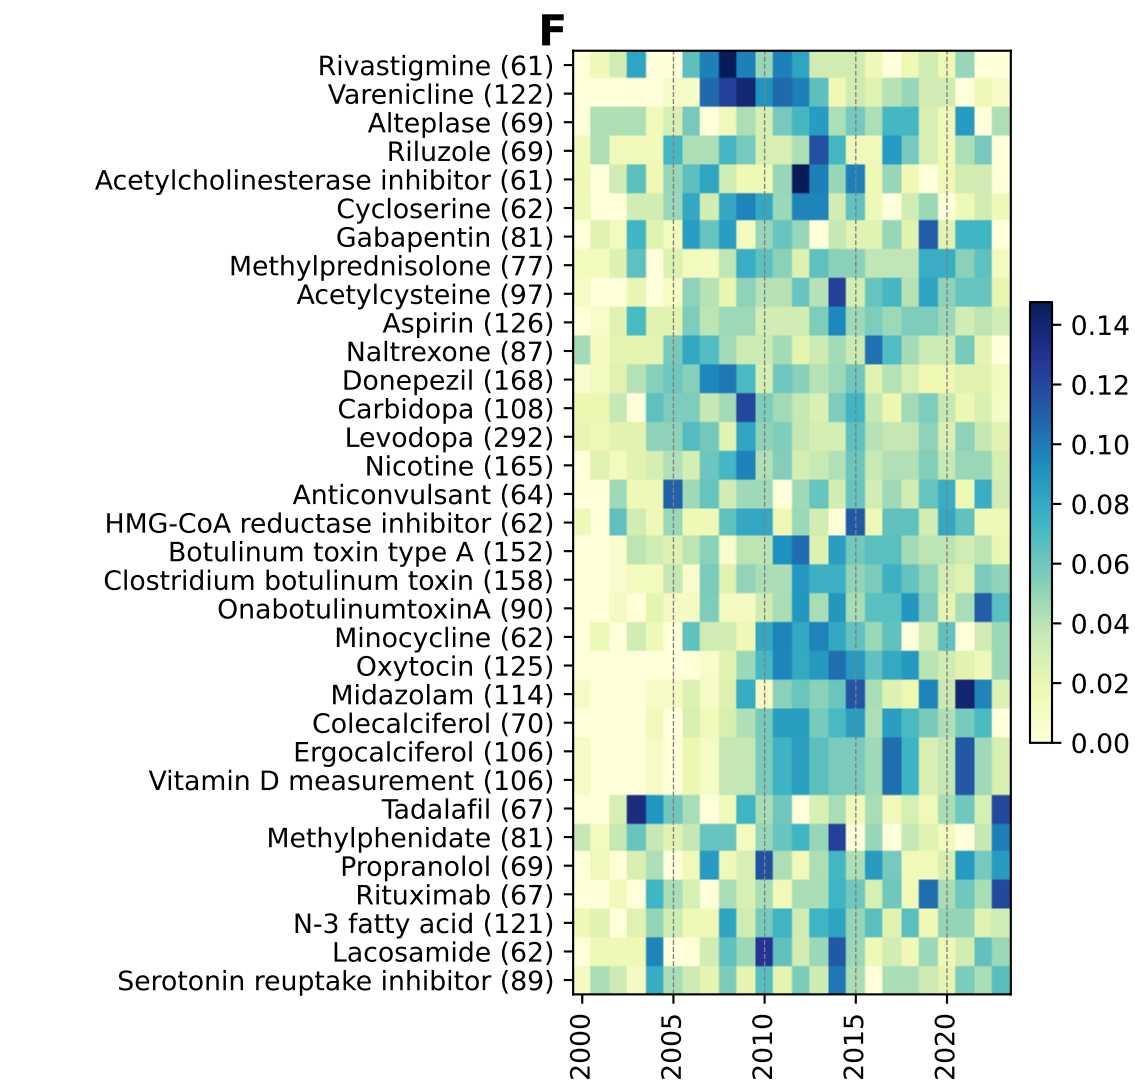 F
Rivastigmine (61)
Varenicline (122)
Alteplase (69)
Riluzole (69)
Acetylcholinesterase inhibitor (61)
Cycloserine (62)
Gabapentin (81)
Methylprednisolone (77)
Acetylcysteine (97)
Aspirin (126)
Naltrexone (87)
Donepezil (168)
Carbidopa (108)
Levodopa (292)
Nicotine (165)
Anticonvulsant (64)
HMG-CoA reductase inhibitor (62)
Botulinum toxin type A (152)
Clostridium botulinum toxin (158)
OnabotulinumtoxinA (90)
Minocycline (62)
Oxytocin (125)
Midazolam (114)
Colecalciferol (70)
Ergocalciferol (106)
Vitamin D measurement (106)
Tadalafil (67)
Methylphenidate (81)
Propranolol (69)
Rituximab (67)
N-3 fatty acid (121)
Lacosamide (62)
Serotonin reuptake inhibitor (89)
2000
2005
2010
2015
2020
0.14
0.12
0.10
0.08
0.06
0.04
0.02
0.00